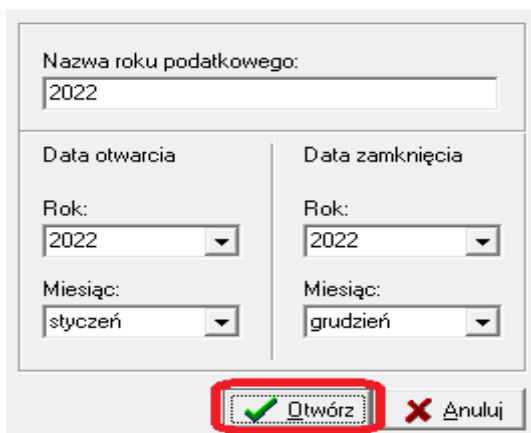 Nazwa roku podatkowego:
2022
Data otwarcia
Data zamknięcia
Rok:
Rok:
2022
2022
Miesiąc:
Miesiąc:
styczeń
grudzień
Otwórz
Anuluj